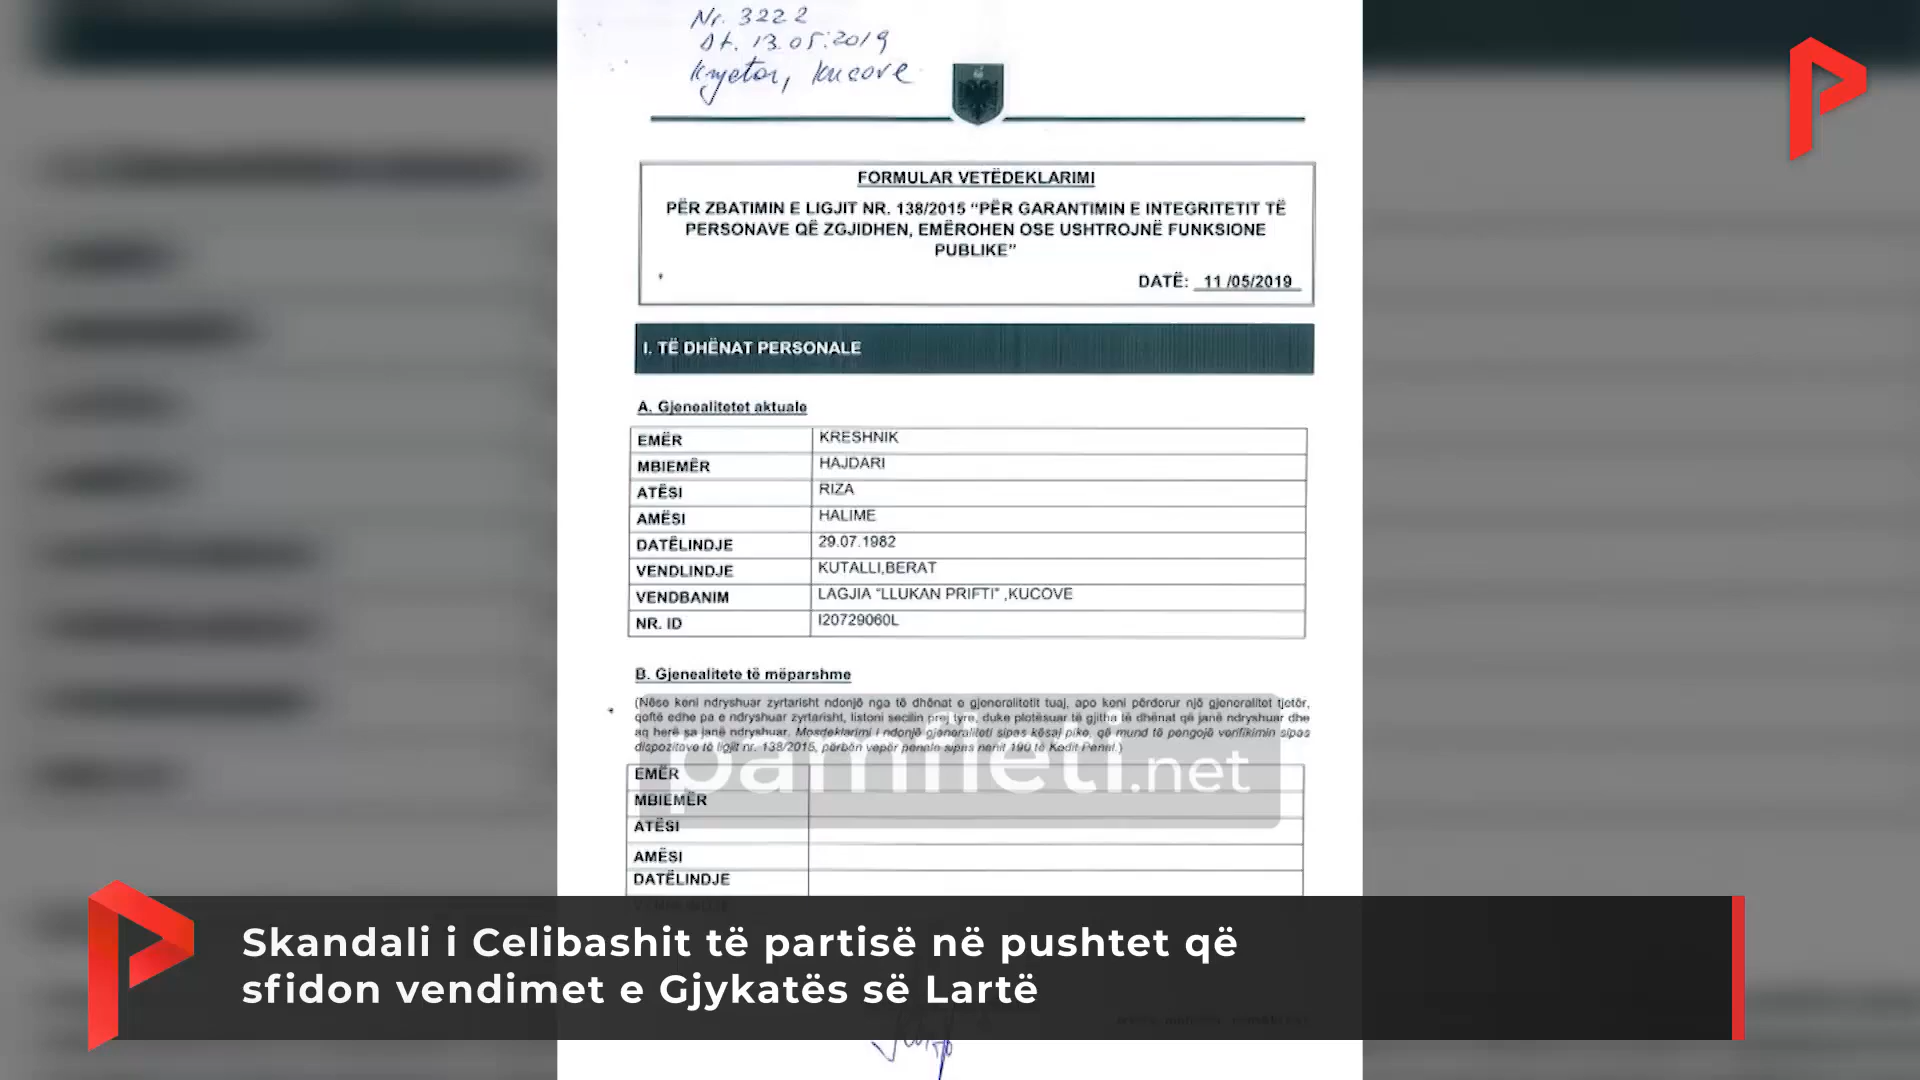 Nr. 3222
Dt. 13.05.2019
Kryetar, Kucove
FORMULAR VETËDEKLARIMI
PËR ZBATIMIN E LIGJIT NR. 138/2015 “PËR GARANTIMIN E INTEGRITETIT TË
PERSONAVE QË ZGJIDHEN, EMËROHEN OSE USHTROJNË FUNKSIONE
PUBLIKE”
DATË: 11 /05/2019
I. TË DHËNAT PERSONALE
A. Gjenealitetet aktuale
EMËR KRESHNIK
MBIEMËR HAJDARI
ATËSI RIZA
AMËSI HALIME
DATËLINDJE 29.07.1982
VENDLINDJE KUTALLI,BERAT
VENDBANIM LAGJIA “LLUKAN PRIFTI” ,KUCOVE
NR. ID I20729060L
B. Gjenealitete të mëparshme
(Nëse keni ndryshuar zyrtarisht ndonjë nga të dhënat e gjeneralitetit tuaj, apo keni përdorur një gjeneralitet tjetër,
qoftë edhe pa e ndryshuar zyrtarisht, listoni secilin prej tyre, duke plotësuar të gjitha të dhënat që janë ndryshuar dhe
aq herë sa janë ndryshuar. Mosdeklarimi i ndonjë gjeneraliteti sipas kësaj pike, që mund të pengojë verifikimin sipas
dispozitave të ligjit nr. 138/2015, përbën vepër penale sipas nenit 190 të Kodit Penal.)
pamfleti.net
EMËR
MBIEMËR
ATËSI
AMËSI
DATËLINDJE
Skandali i Celibashit të partisë në pushtet që
sfidon vendimet e Gjykatës së Lartë